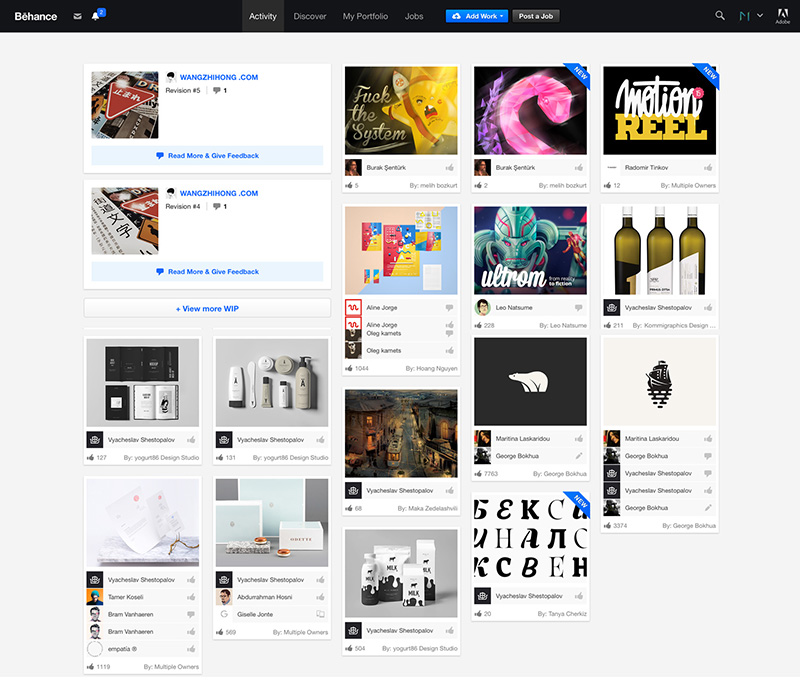 Bēhance
2
Activity
Discover
My Portfolio
Jobs
Add Work
Post a Job
Adobe
WANGZHIHONG .COM
Revision #5
1
止まれ
Read More & Give Feedback
WANGZHIHONG .COM
Revision #4
1
Read More & Give Feedback
+ View more WIP
Vyacheslav Shestopalov
127
By: yogurt86 Design Studio
Vyacheslav Shestopalov
131
By: yogurt86 Design Studio
Vyacheslav Shestopalov
Tamer Koseli
Bram Vanhaeren
Bram Vanhaeren
empatía ®
1119
By: Multiple Owners
ODETTE
Vyacheslav Shestopalov
Abdurrahman Hosni
Giselle Jonte
569
By: Multiple Owners
Fuck
the
System
Burak Şentürk
5
By: melih bozkurt
Aline Jorge
Aline Jorge
Oleg kamets
Oleg kamets
1044
By: Hoang Nguyen
Vyacheslav Shestopalov
68
By: Maka Zedelashvili
MILK
MILK
MILK
Vyacheslav Shestopalov
504
By: yogurt86 Design Studio
NEW
Burak Şentürk
2
By: melih bozkurt
ultrom
from reality
to fiction
Leo Natsume
228
By: Leo Natsume
Maritina Laskaridou
George Bokhua
7763
By: George Bokhua
NEW
БЕКСИ
ИНАЛС
КСВЕН
Vyacheslav Shestopalov
20
By: Tanya Cherkiz
NEW
motion
REEL
Radomir Tinkov
12
By: Multiple Owners
Vyacheslav Shestopalov
211
By: Kommigraphics Design ...
Maritina Laskaridou
George Bokhua
Vyacheslav Shestopalov
Vyacheslav Shestopalov
George Bokhua
3374
By: George Bokhua